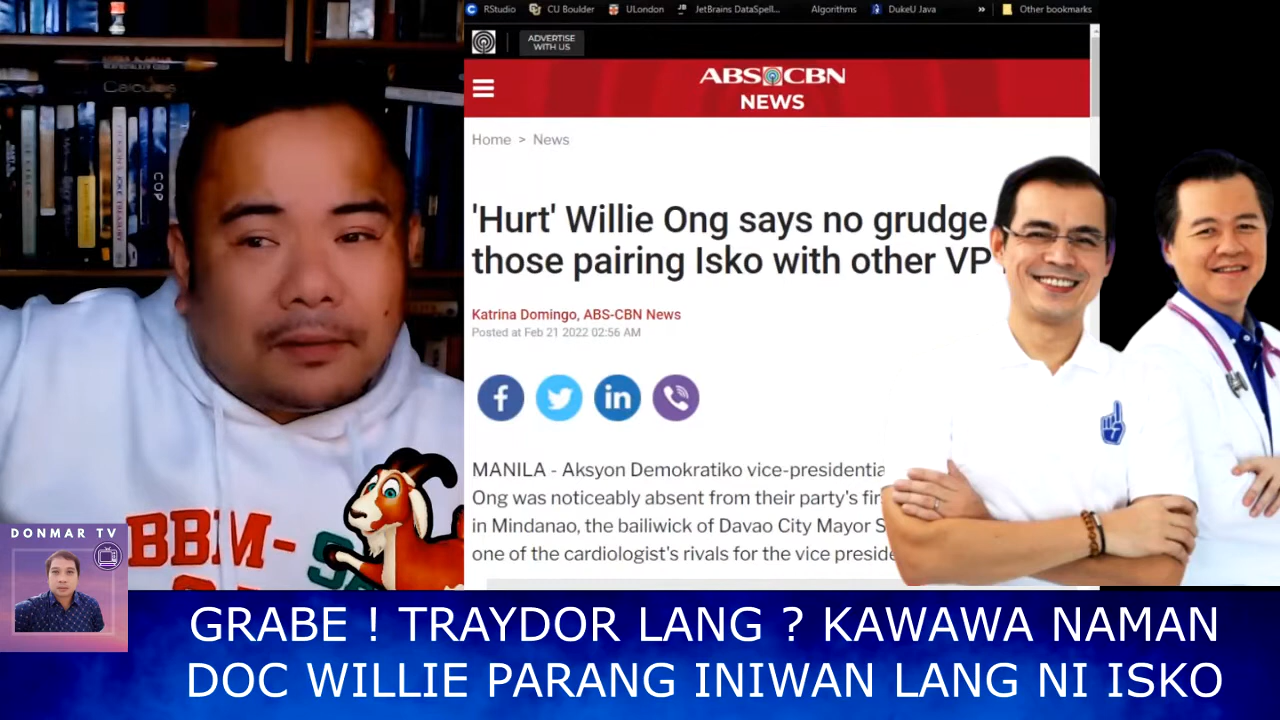 RStudio
CU Boulder
ULondon
JetBrains DataSpell...
Algorithms
DukeU Java
»
Other bookmarks
ADVERTISE
WITH US
ABS CBN
NEWS
Home > News
'Hurt' Willie Ong says no grudge
those pairing Isko with other VP
Katrina Domingo, ABS-CBN News
Posted at Feb 21 2022 02:56 AM
MANILA - Aksyon Demokratiko vice-presidentia
Ong was noticeably absent from their party's fir
in Mindanao, the bailiwick of Davao City Mayor S
one of the cardiologist's rivals for the vice preside
Calculus
COP
BBM-
DONMAR TV
GRABE ! TRAYDOR LANG ? KAWAWA NAMAN
DOC WILLIE PARANG INIWAN LANG NI ISKO